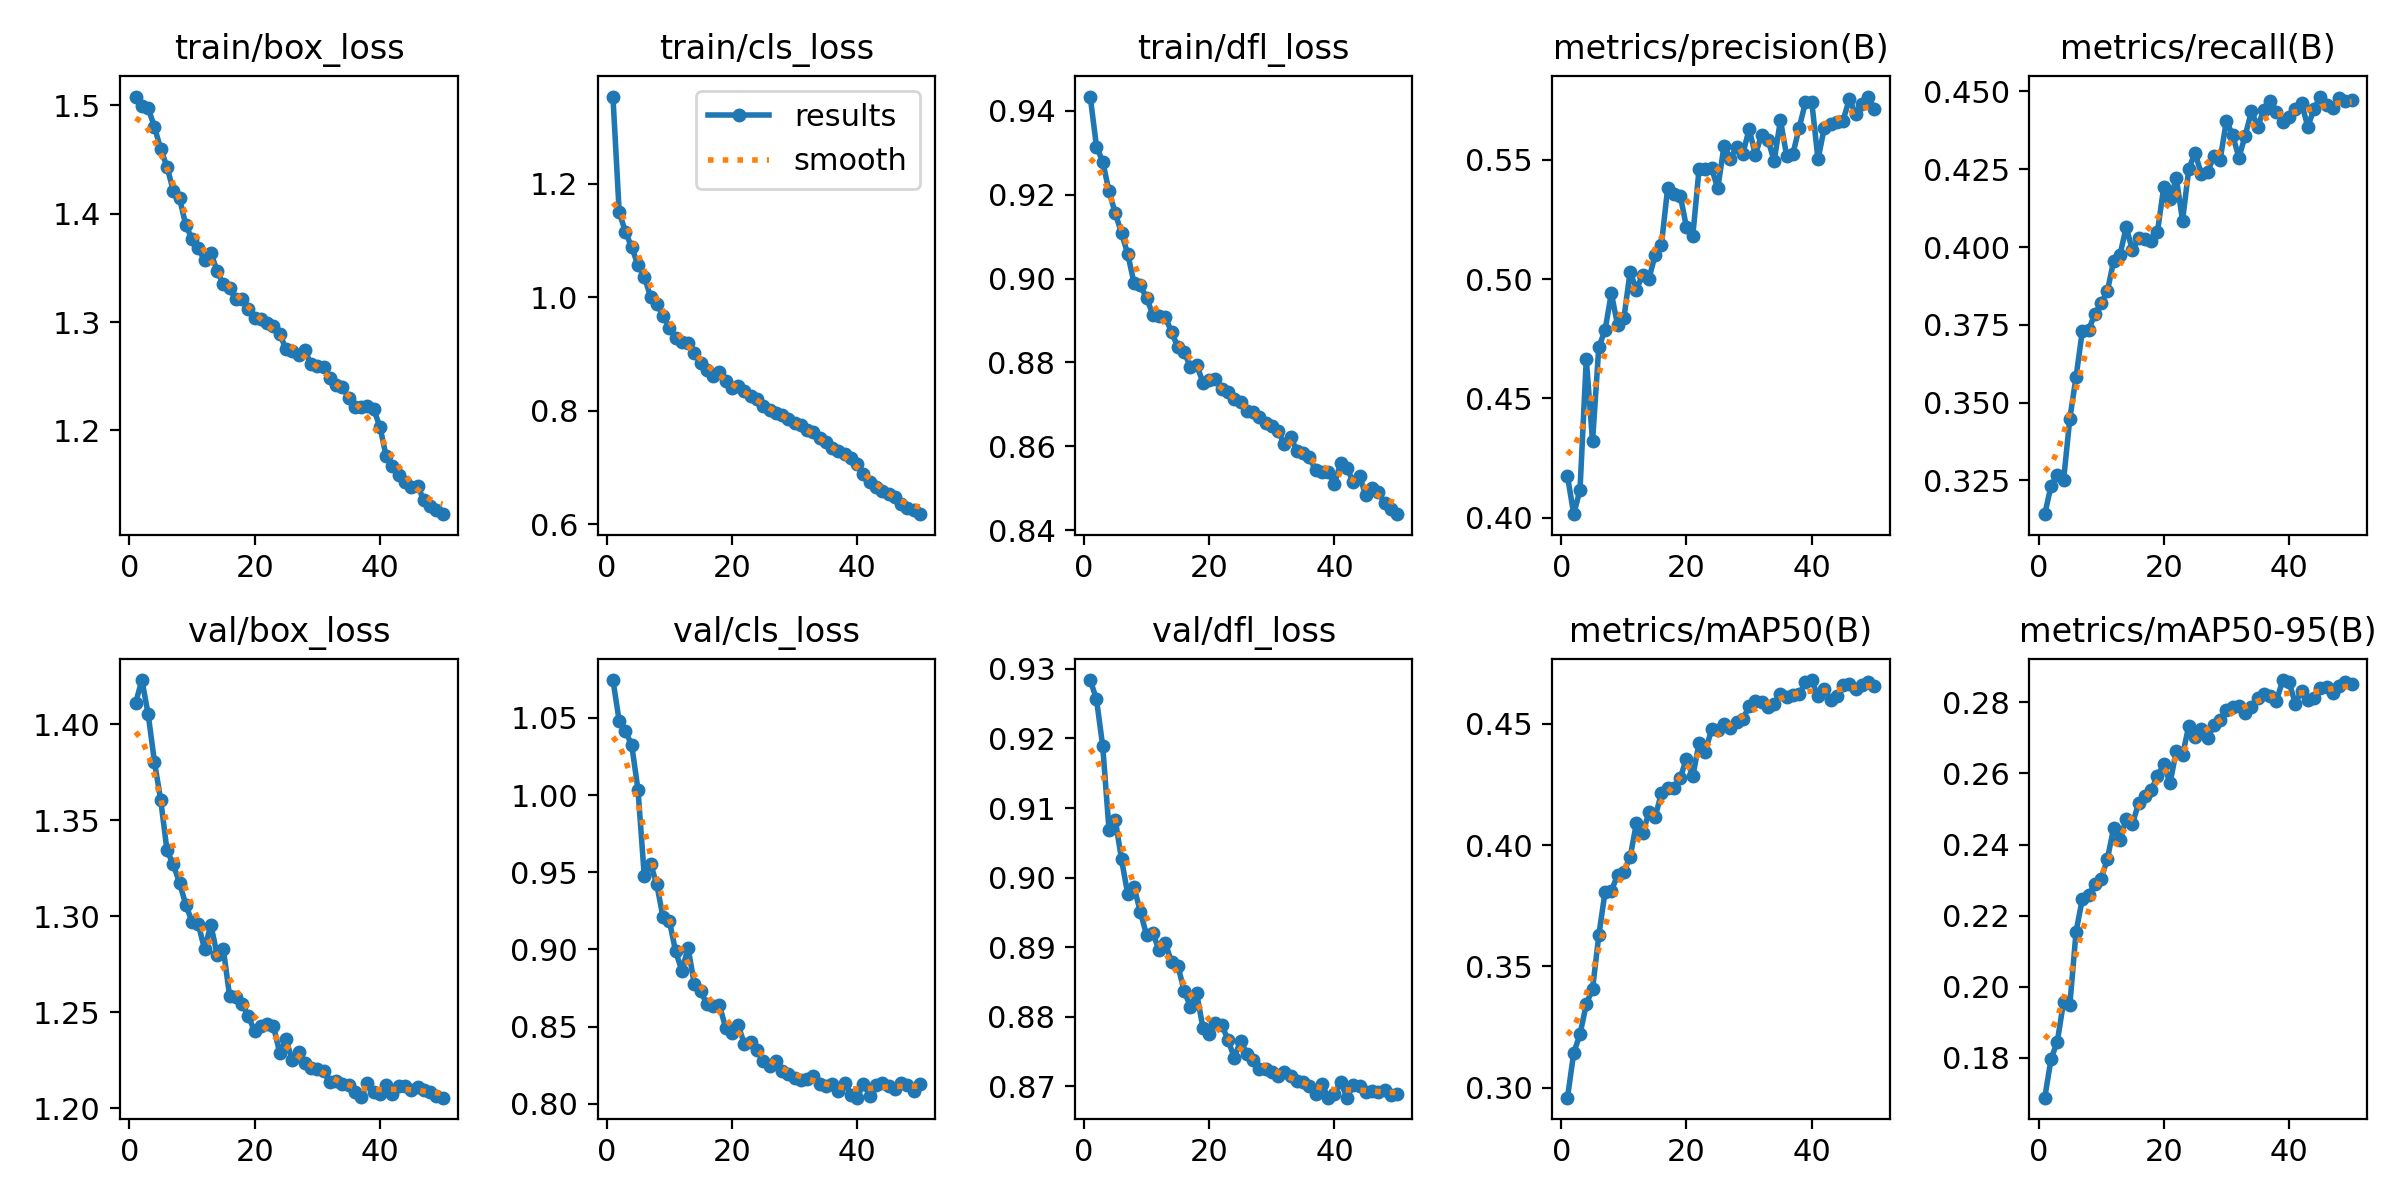 train/box_loss
1.5
1.4
1.3
1.2
0 20 40
train/cls_loss
results
smooth
1.2
1.0
0.8
0.6
0 20 40
train/dfl_loss
0.94
0.92
0.90
0.88
0.86
0.84
0 20 40
metrics/precision(B)
0.55
0.50
0.45
0.40
0 20 40
metrics/recall(B)
0.450
0.425
0.400
0.375
0.350
0.325
0 20 40
val/box_loss
1.40
1.35
1.30
1.25
1.20
0 20 40
val/cls_loss
1.05
1.00
0.95
0.90
0.85
0.80
0 20 40
val/dfl_loss
0.93
0.92
0.91
0.90
0.89
0.88
0.87
0 20 40
metrics/mAP50(B)
0.45
0.40
0.35
0.30
0 20 40
metrics/mAP50-95(B)
0.28
0.26
0.24
0.22
0.20
0.18
0 20 40